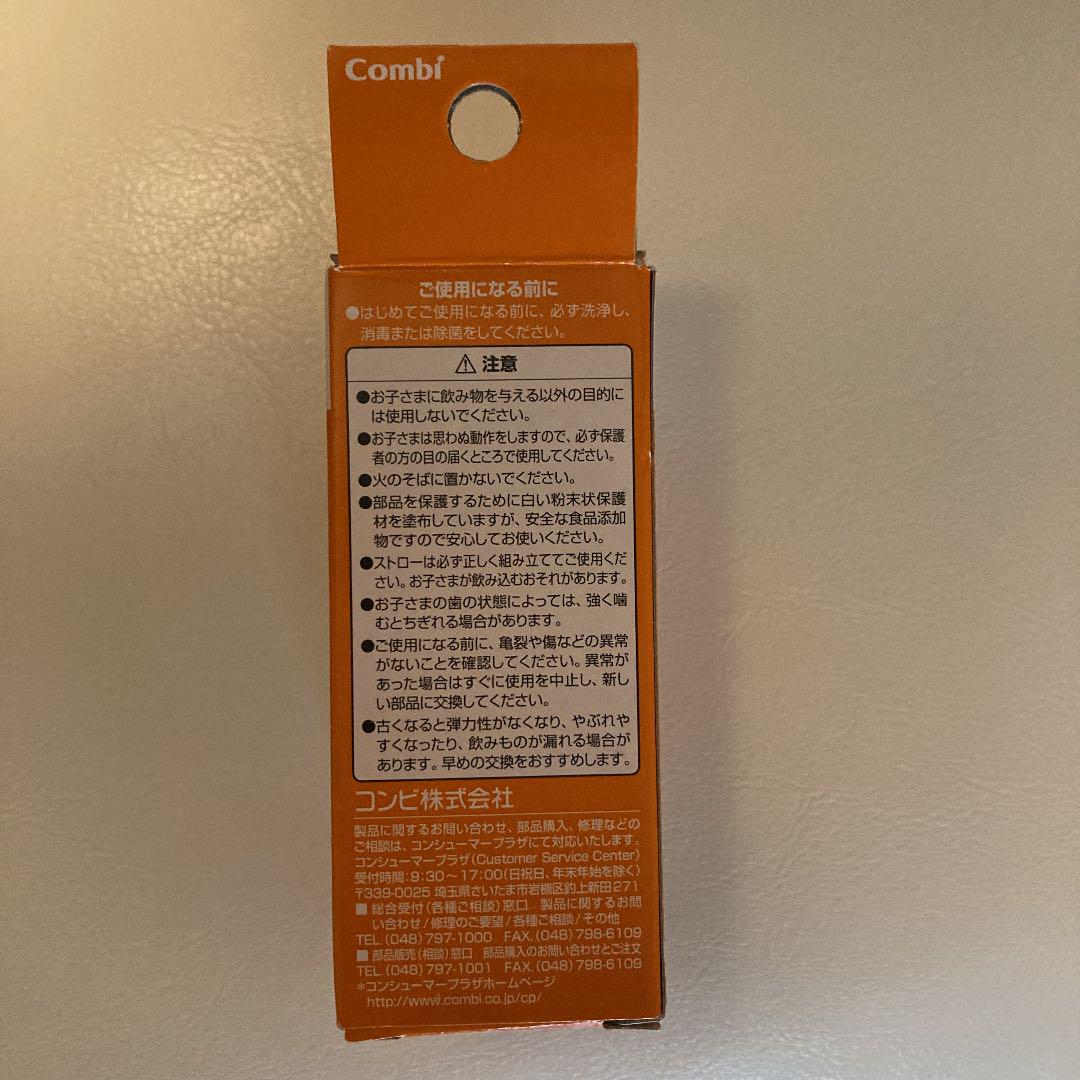 Combi
ご使用になる前に
●はじめてご使用になる前に、必ず洗浄し、
消毒または除菌をしてください。
⚠ 注意
●お子さまに飲み物を与える以外の目的に
は使用しないでください。
●お子さまは思わぬ動作をしますので、必ず保護
者の方の目の届くところで使用してください。
●火のそばに置かないでください。
●部品を保護するために白い粉末状保護
材を塗布していますが、安全な食品添加
物ですので安心してお使いください。
●ストローは必ず正しく組み立ててご使用くだ
さい。お子さまが飲み込むおそれがあります。
●お子さまの歯の状態によっては、強く噛
むとちぎれる場合があります。
●ご使用になる前に、亀裂や傷などの異常
がないことを確認してください。異常が
あった場合はすぐに使用を中止し、新し
い部品に交換してください。
●古くなると弾力性がなくなり、やぶれや
すくなったり、飲みものが漏れる場合が
あります。早めの交換をおすすめします。
コンビ株式会社
製品に関するお問い合わせ、部品購入、修理などの
ご相談は、コンシューマープラザにて対応いたします。
コンシューマープラザ(Customer Service Center)
受付時間:9:30～17:00(日祝日、年末年始を除く)
〒339-0025 埼玉県さいたま市岩槻区釣上新田271
■ 総合受付(各種ご相談)窓口 製品に関するお問
い合わせ/修理のご要望/各種ご相談/その他
TEL.(048)797-1000 FAX.(048)798-6109
■ 部品販売(相談)窓口 部品購入のお問い合わせとご注文
TEL.(048)797-1001 FAX.(048)798-6109
＊コンシューマープラザホームページ
http://www.combi.co.jp/cp/